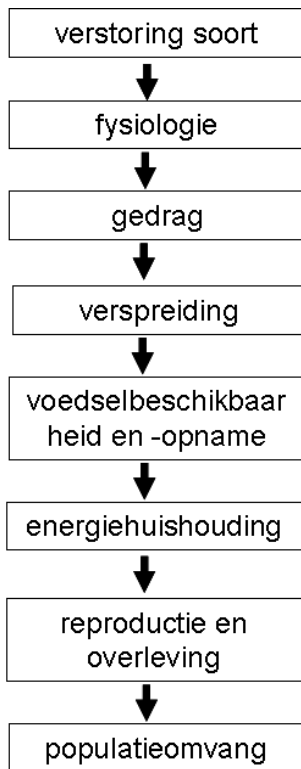 verstoring soort
fysiologie
gedrag
verspreiding
voedselbeschikbaar
heid en -opname
energiehuishouding
reproductie en
overleving
populatieomvang